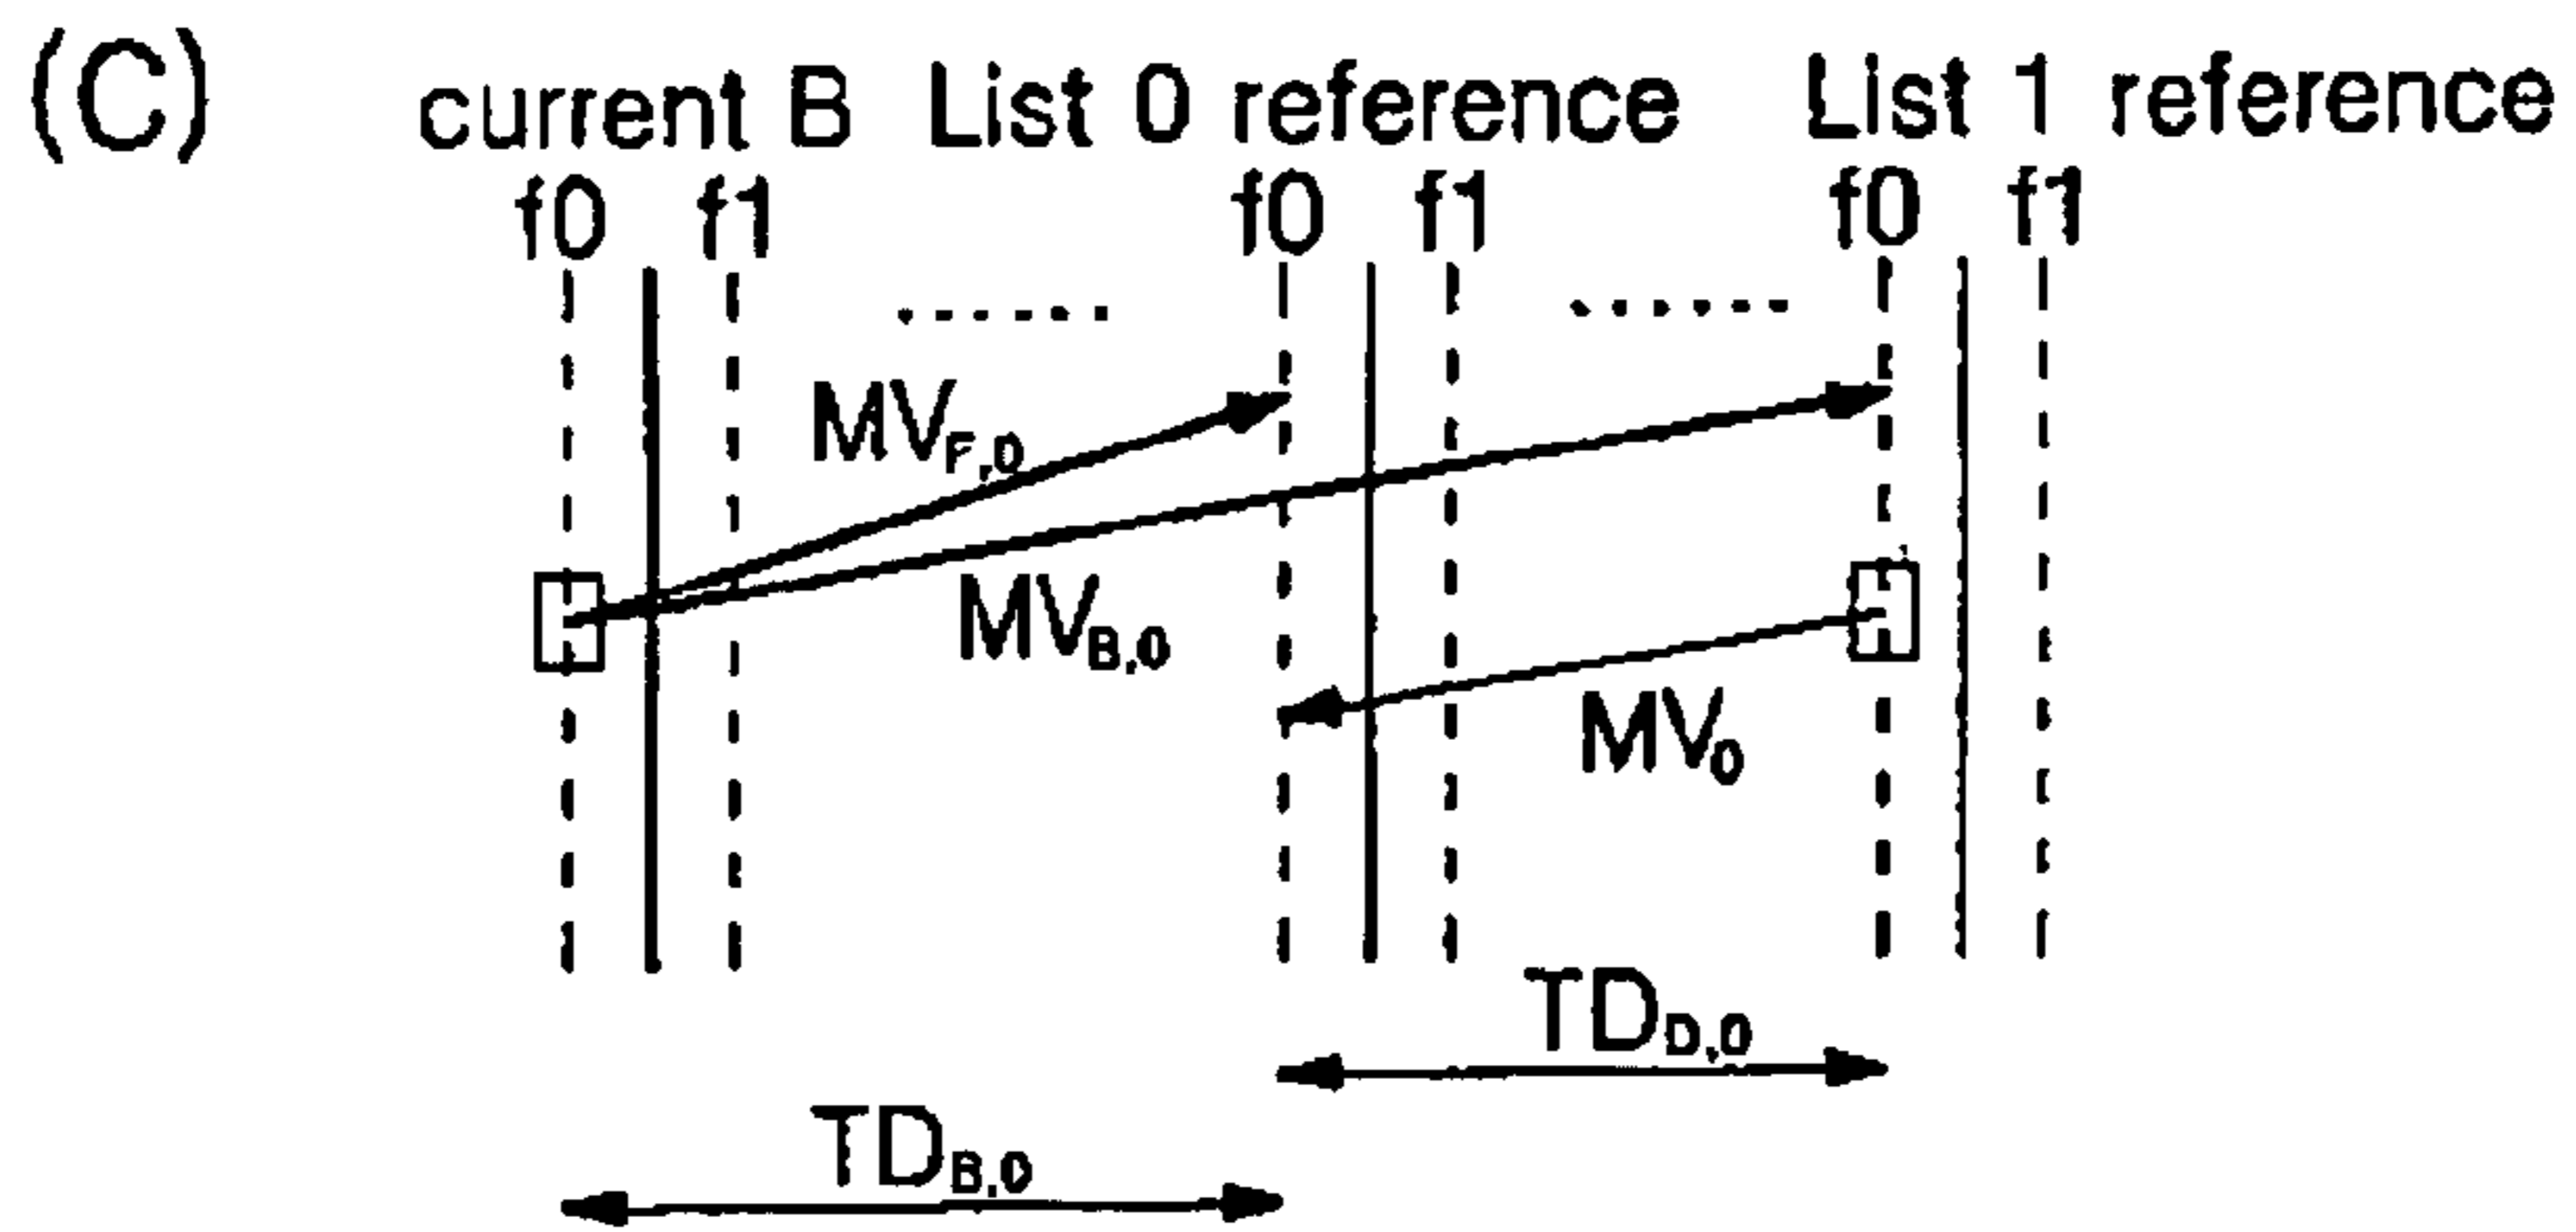 (C) current B List 0 reference List 1 reference
f0 f1 f0 f1 f0 f1
MVF,0
MVB,0
MV0
TDD,0
TDB,0